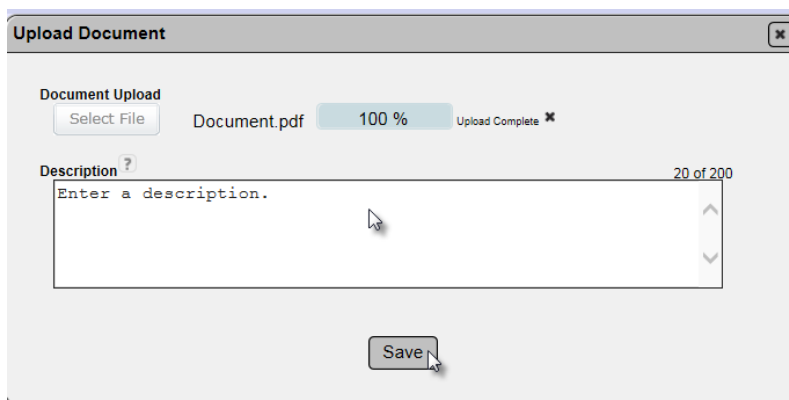 Upload Document
Document Upload
Select File Document.pdf 100 % Upload Complete
Description ? 20 of 200
Enter a description.
Save